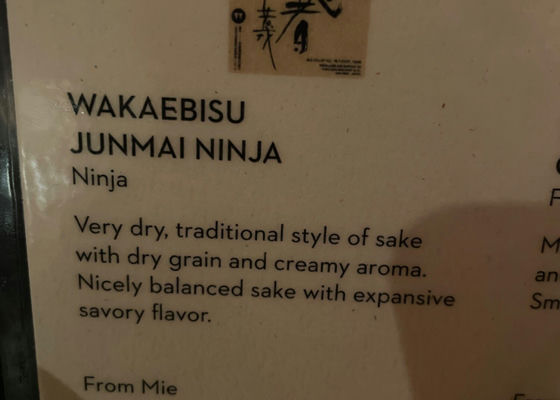 WAKAEBISU
JUNMAI NINJA
Ninja
Very dry, traditional style of sake
with dry grain and creamy aroma.
Nicely balanced sake with expansive
savory flavor.
From Mie